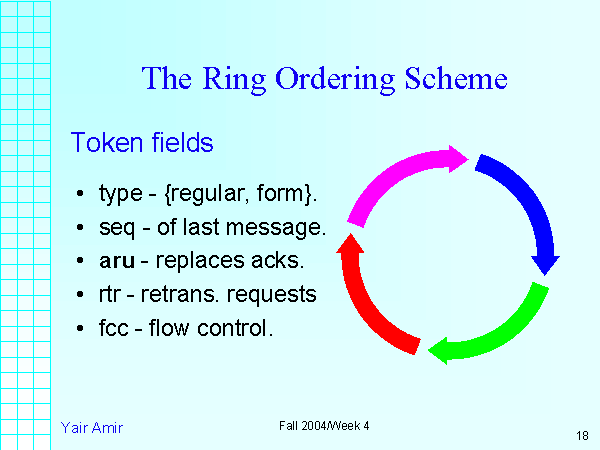 The Ring Ordering Scheme
Token fields
• type - {regular, form}.
• seq - of last message.
• aru - replaces acks.
• rtr - retrans. requests
• fcc - flow control.
Yair Amir
Fall 2004/Week 4
18